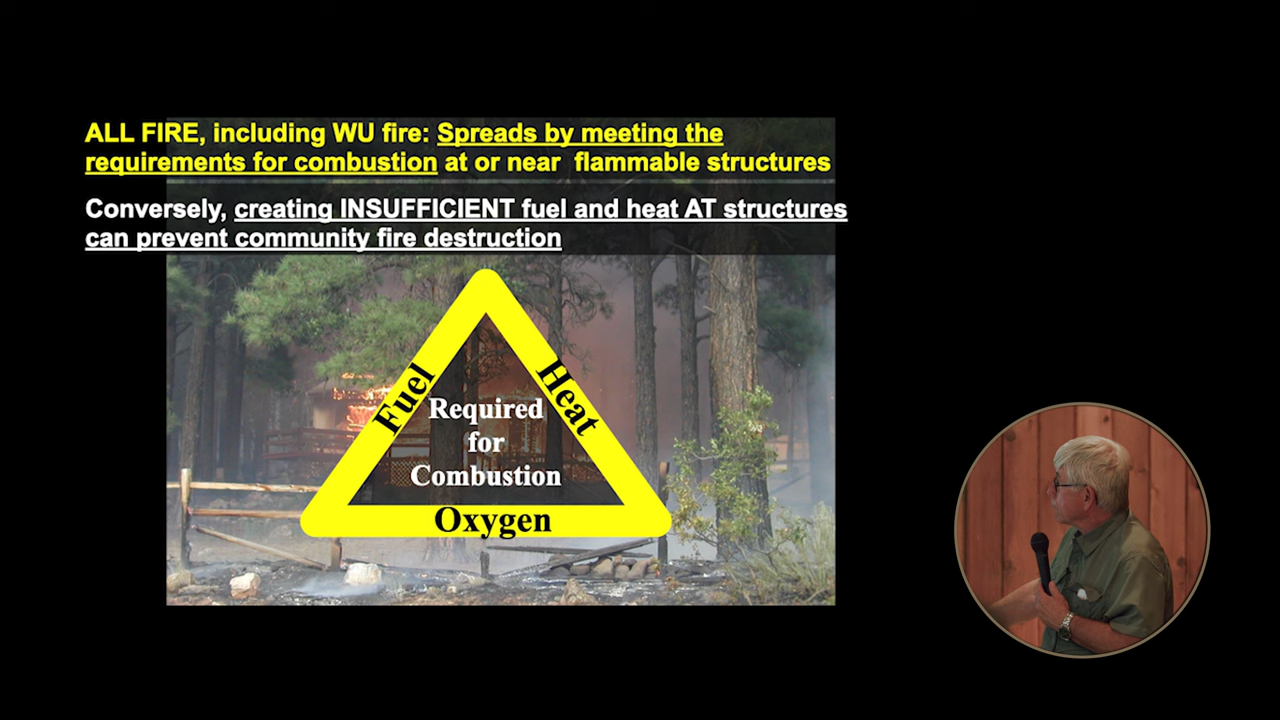 ALL FIRE, including WU fire: Spreads by meeting the
requirements for combustion at or near flammable structures
Conversely, creating INSUFFICIENT fuel and heat AT structures
can prevent community fire destruction
Fuel
Heat
Required
for
Combustion
Oxygen